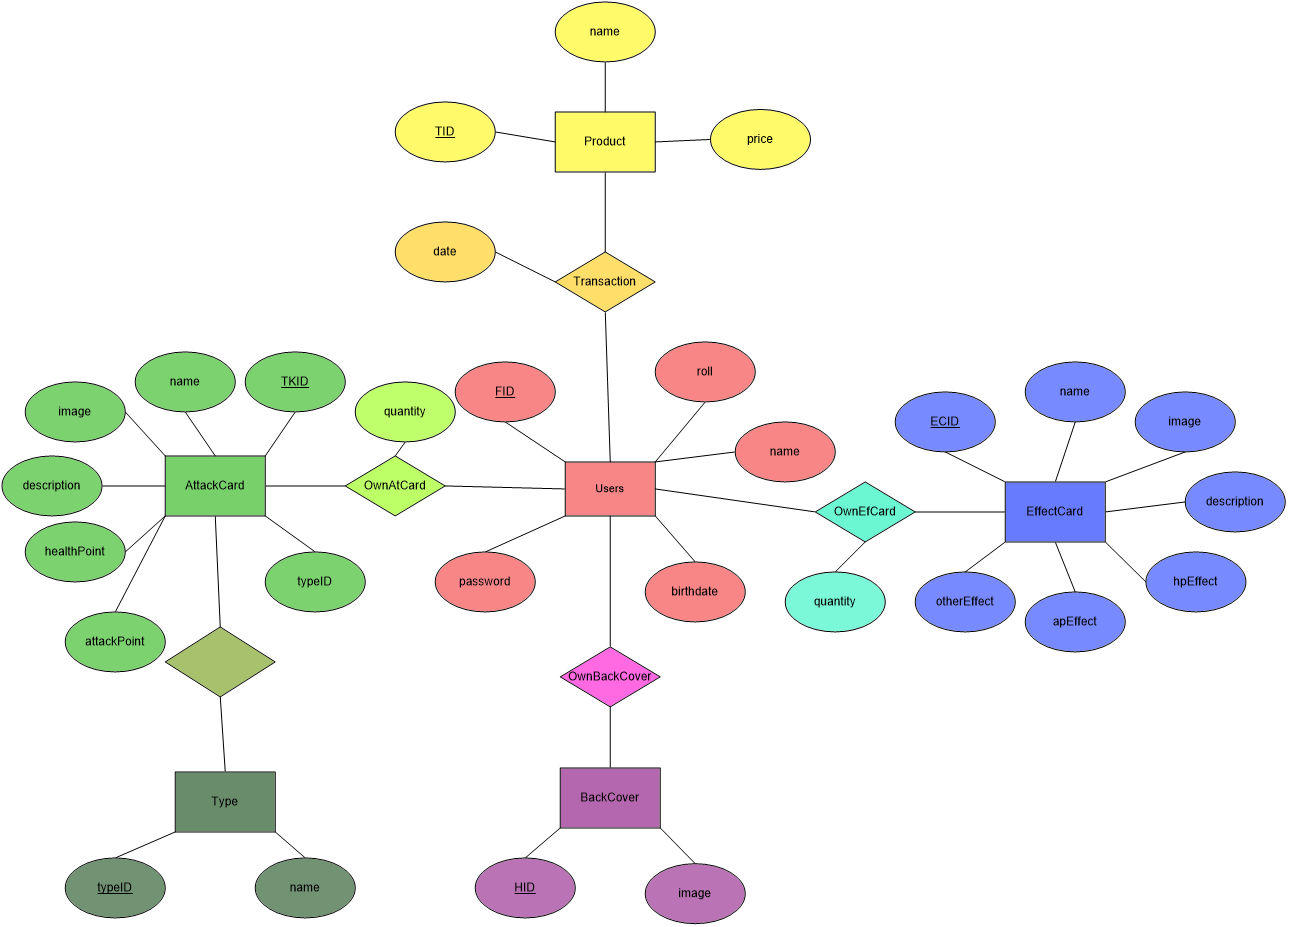 name
TID
Product
price
date
Transaction
name
TKID
image
quantity
FID
roll
name
ECID
name
image
AttackCard
OwnAtCard
Users
description
OwnEfCard
EffectCard
description
healthPoint
typeID
password
birthdate
quantity
otherEffect
hpEffect
apEffect
attackPoint
OwnBackCover
Type
BackCover
typeID
name
HID
image